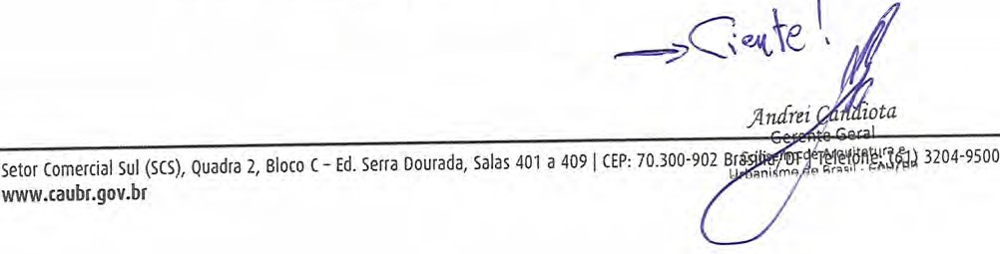 → Ciente!
Andrei Candiota
Gerente Geral
Setor Comercial Sul (SCS), Quadra 2, Bloco C – Ed. Serra Dourada, Salas 401 a 409 | CEP: 70.300-902 Brasília/DF | Telefone: (61) 3204-9500
Arquitetura e
Urbanismo do Brasil - CAU/BR
www.caubr.gov.br